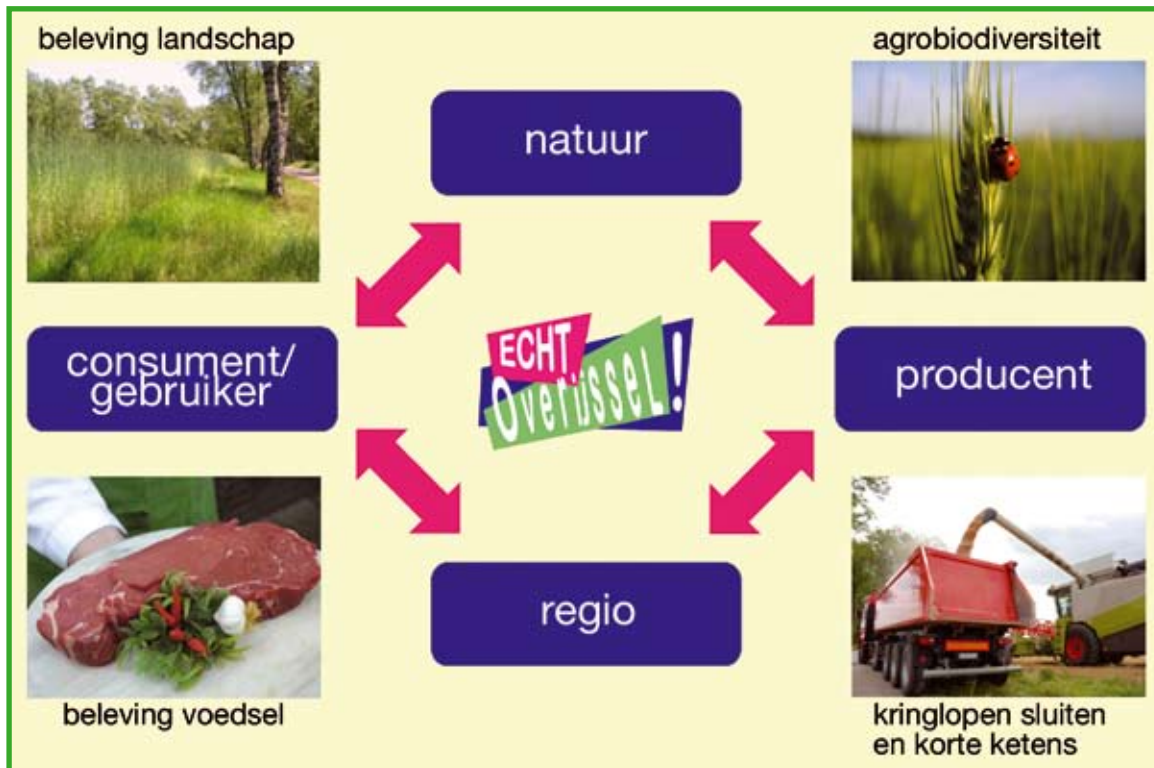 beleving landschap
agrobiodiversiteit
natuur
consument/
gebruiker
ECHT
Overijssel!
producent
regio
beleving voedsel
kringlopen sluiten
en korte ketens